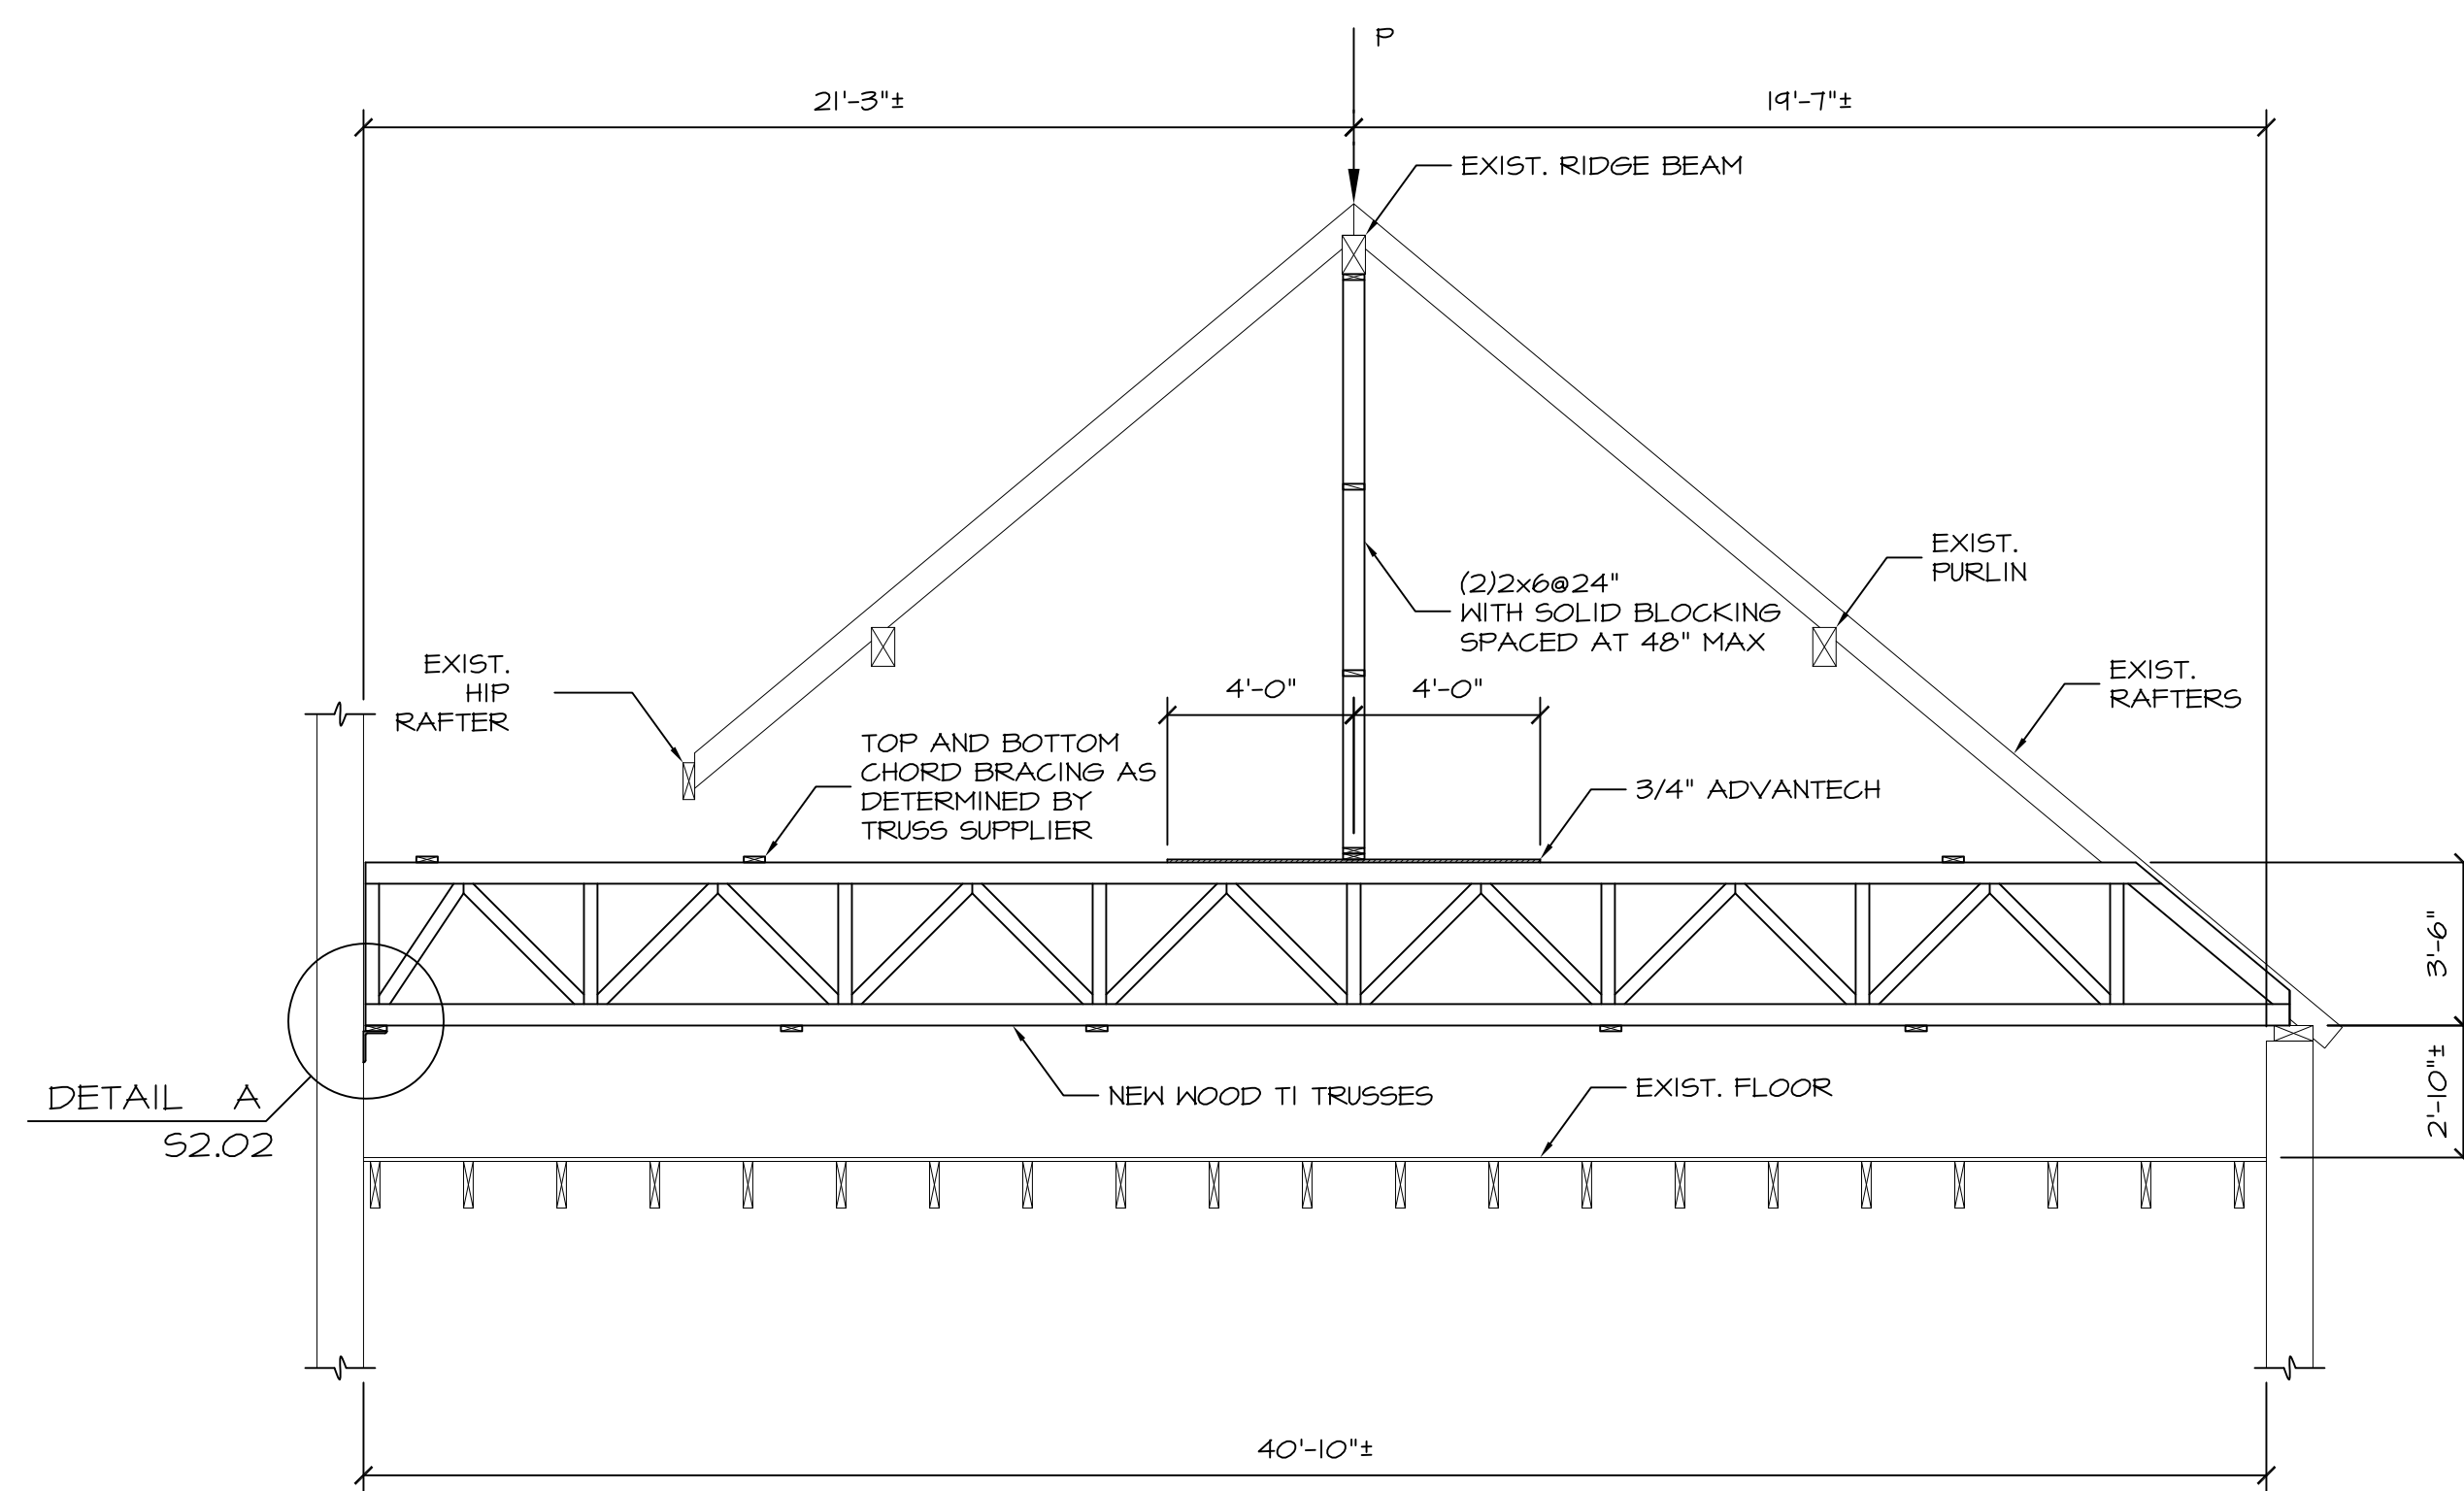 P
21'-3"±
19'-7"±
EXIST. RIDGE BEAM
EXIST.
PURLIN
(2)2x6@24"
WITH SOLID BLOCKING
SPACED AT 48" MAX
EXIST.
HIP
RAFTER
EXIST.
RAFTERS
4'-0"
4'-0"
TOP AND BOTTOM
CHORD BRACING AS
DETERMINED BY
TRUSS SUPPLIER
3/4" ADVANTECH
3'-6"
2'-10"±
DETAIL A
S2.02
NEW WOOD TI TRUSSES
EXIST. FLOOR
40'-10"±